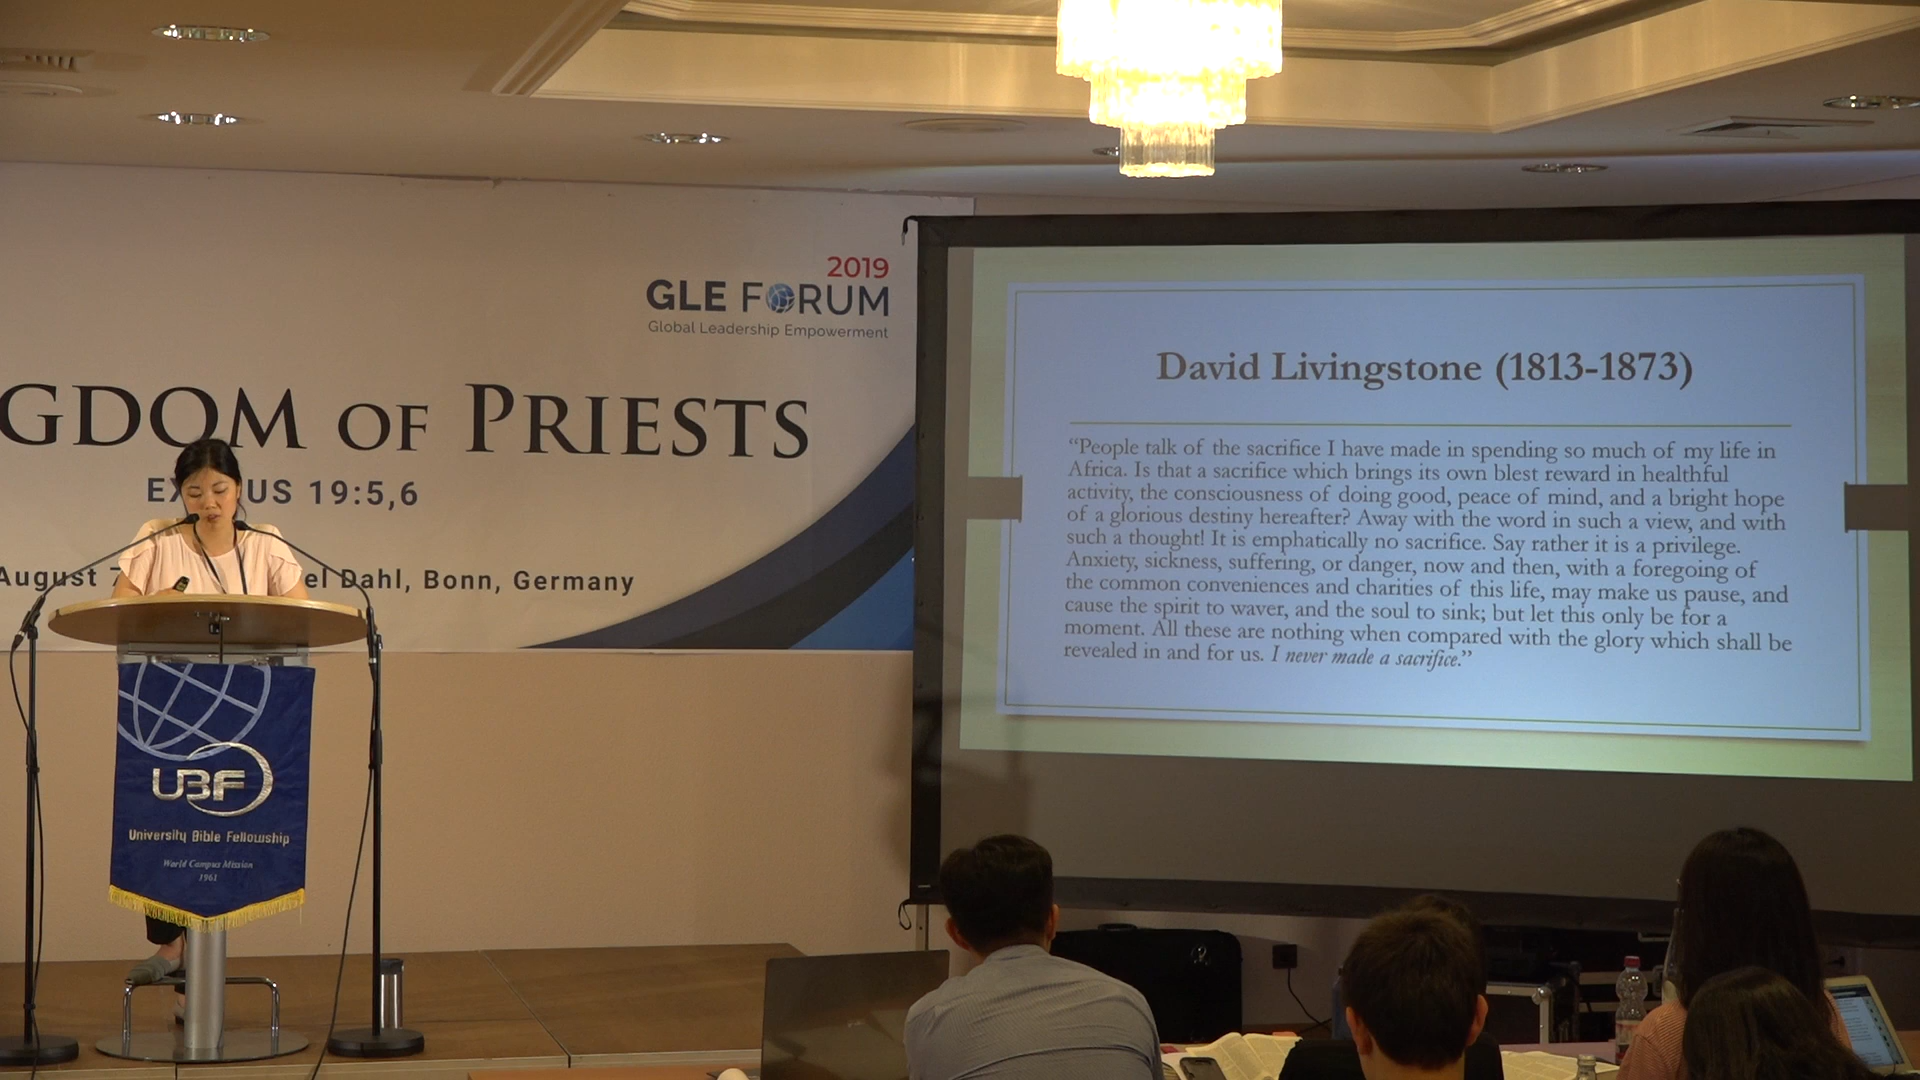 2019
GLE FORUM
Global Leadership Empowerment
GDOM OF PRIESTS
EX US 19:5,6
August 7 el Dahl, Bonn, Germany
UBF
University Bible Fellowship
World Campus Mission
1961
David Livingstone (1813-1873)
“People talk of the sacrifice I have made in spending so much of my life in
Africa. Is that a sacrifice which brings its own blest reward in healthful
activity, the consciousness of doing good, peace of mind, and a bright hope
of a glorious destiny hereafter? Away with the word in such a view, and with
such a thought! It is emphatically no sacrifice. Say rather it is a privilege.
Anxiety, sickness, suffering, or danger, now and then, with a foregoing of
the common conveniences and charities of this life, may make us pause, and
cause the spirit to waver, and the soul to sink; but let this only be for a
moment. All these are nothing when compared with the glory which shall be
revealed in and for us. I never made a sacrifice.”